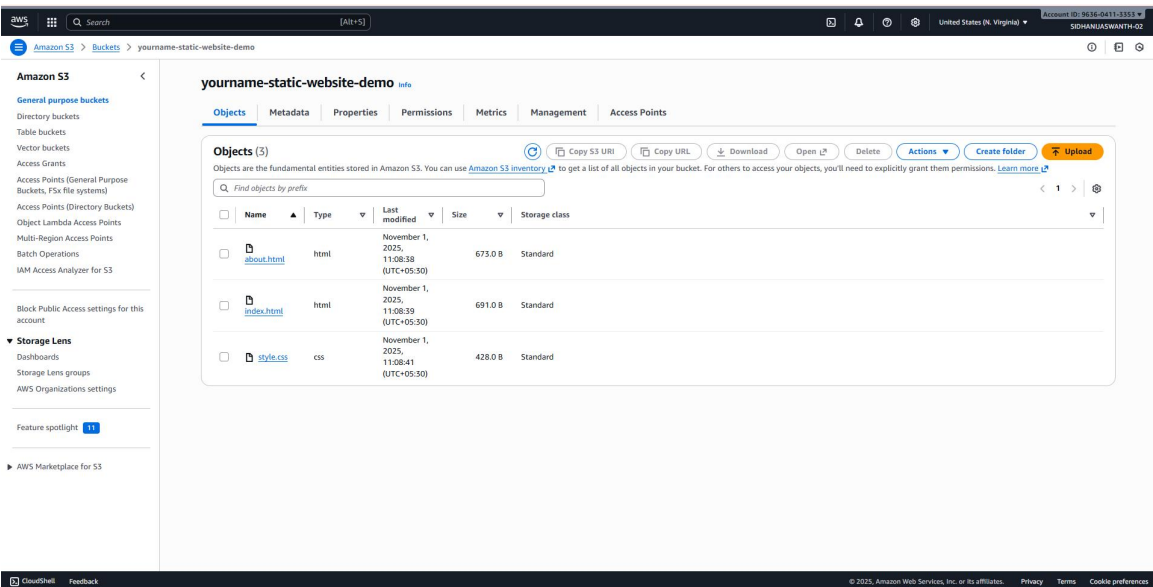 aws
Search
[Alt+S]
United States (N. Virginia) ▼
Account ID: 9636-0411-3353 ▼
SIDHANIJASWANTH-02
Amazon S3 > Buckets > yourname-static-website-demo
Amazon S3
General purpose buckets
Directory buckets
Table buckets
Vector buckets
Access Grants
Access Points (General Purpose
Buckets, FSx file systems)
Access Points (Directory Buckets)
Object Lambda Access Points
Multi-Region Access Points
Batch Operations
IAM Access Analyzer for S3
Block Public Access settings for this
account
Storage Lens
Dashboards
Storage Lens groups
AWS Organizations settings
Feature spotlight 11
AWS Marketplace for S3
yourname-static-website-demo Info
Objects Metadata Properties Permissions Metrics Management Access Points
Objects (3)
Copy S3 URI Copy URL Download Open Delete Actions ▼ Create folder Upload
Objects are the fundamental entities stored in Amazon S3. You can use Amazon S3 inventory to get a list of all objects in your bucket. For others to access your objects, you'll need to explicitly grant them permissions. Learn more
Find objects by prefix
1
Name Type Last modified Size Storage class
about.html html November 1, 2025, 11:08:38 (UTC+05:30) 673.0 B Standard
index.html html November 1, 2025, 11:08:39 (UTC+05:30) 691.0 B Standard
style.css css November 1, 2025, 11:08:41 (UTC+05:30) 428.0 B Standard
CloudShell Feedback
© 2025, Amazon Web Services, Inc. or its affiliates. Privacy Terms Cookie preferences